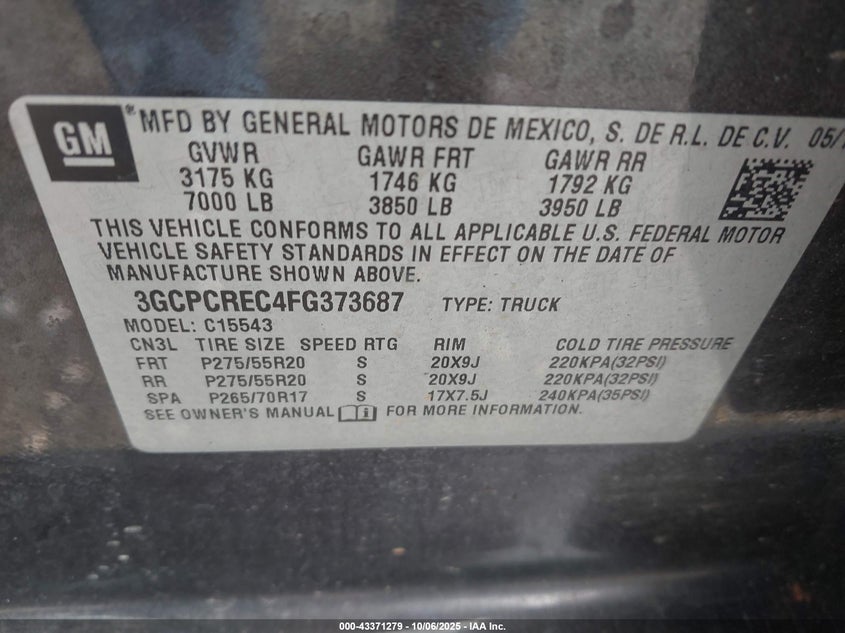 GM
® MFD BY GENERAL MOTORS DE MEXICO, S. DE R.L. DE C.V. 05/
GVWR GAWR FRT GAWR RR
3175 KG 1746 KG 1792 KG
7000 LB 3850 LB 3950 LB
THIS VEHICLE CONFORMS TO ALL APPLICABLE U.S. FEDERAL MOTOR
VEHICLE SAFETY STANDARDS IN EFFECT ON THE DATE OF
MANUFACTURE SHOWN ABOVE.
3GCPCREC4FG373687 TYPE: TRUCK
MODEL: C15543
CN3L TIRE SIZE SPEED RTG RIM COLD TIRE PRESSURE
FRT P275/55R20 S 20X9J 220KPA(32PSI)
RR P275/55R20 S 20X9J 220KPA(32PSI)
SPA P265/70R17 S 17X7.5J 240KPA(35PSI)
SEE OWNER'S MANUAL FOR MORE INFORMATION.
000-43371279 - 10/06/2025 - IAA Inc.